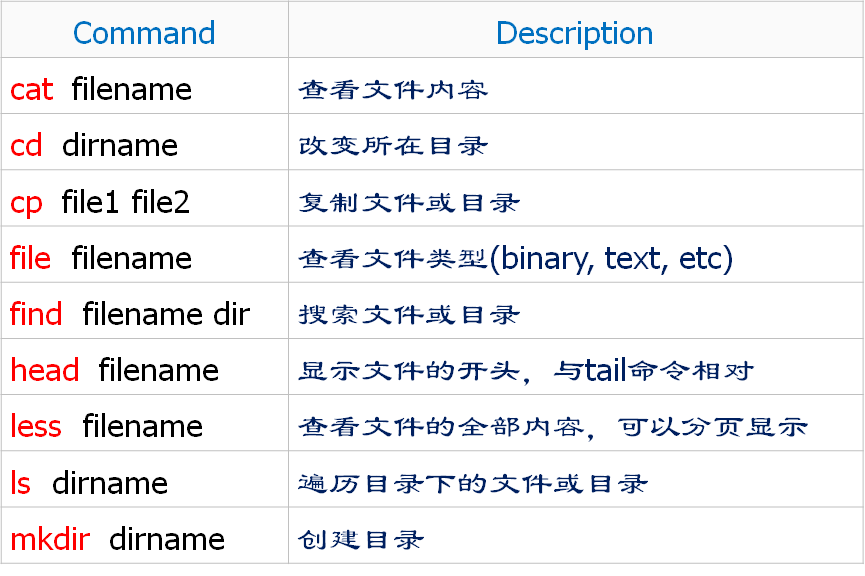 Command Description
cat filename 查看文件内容
cd dirname 改变所在目录
cp file1 file2 复制文件或目录
file filename 查看文件类型(binary, text, etc)
find filename dir 搜索文件或目录
head filename 显示文件的开头，与tail命令相对
less filename 查看文件的全部内容，可以分页显示
ls dirname 遍历目录下的文件或目录
mkdir dirname 创建目录